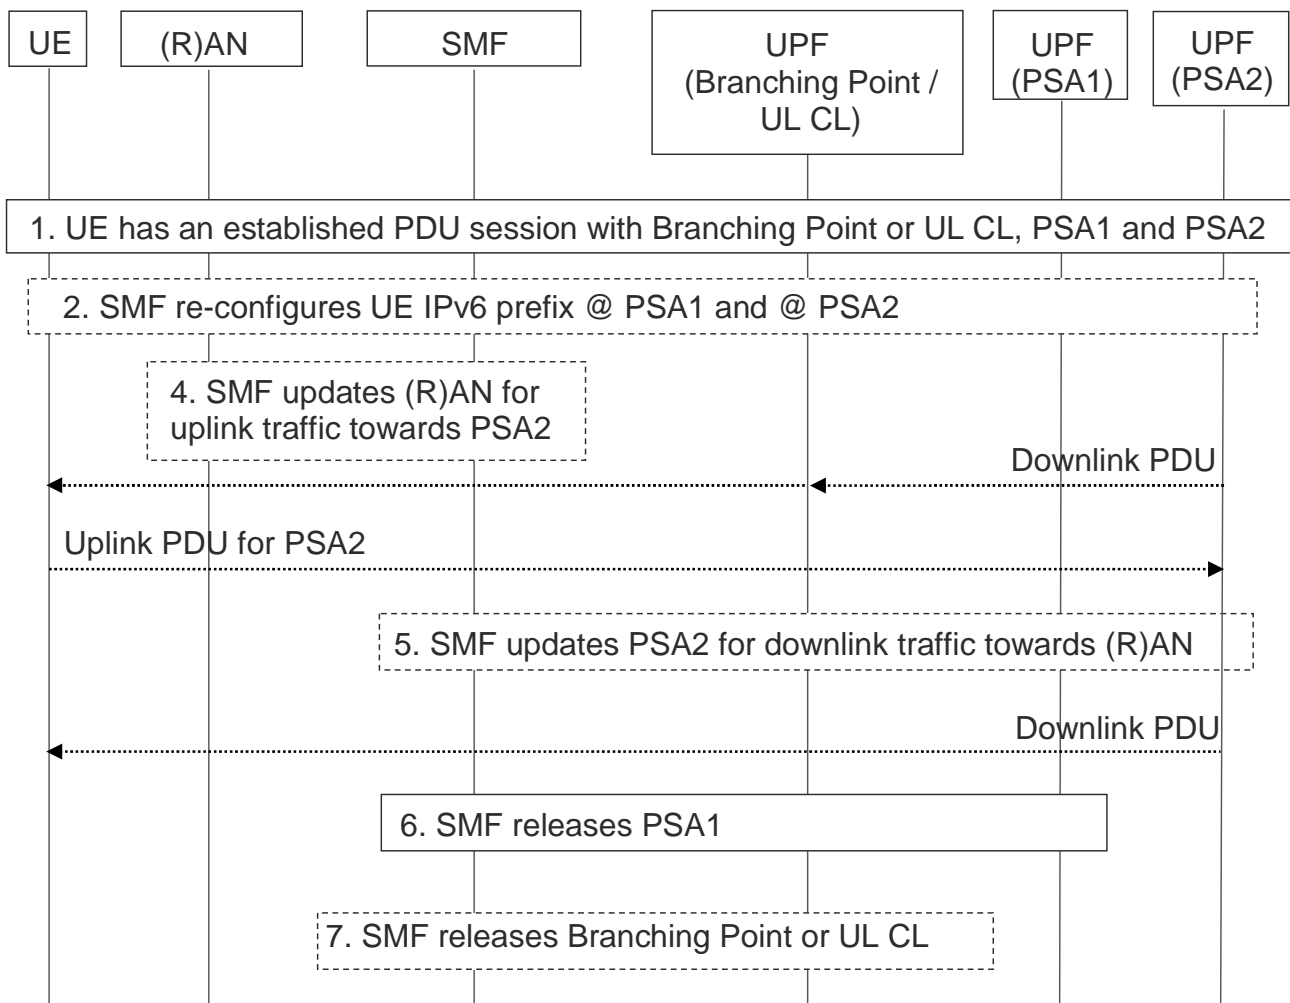 UE
(R)AN
SMF
UPF
(Branching Point /
UL CL)
UPF
(PSA1)
UPF
(PSA2)
1. UE has an established PDU session with Branching Point or UL CL, PSA1 and PSA2
2. SMF re-configures UE IPv6 prefix @ PSA1 and @ PSA2
4. SMF updates (R)AN for
uplink traffic towards PSA2
Downlink PDU
Uplink PDU for PSA2
5. SMF updates PSA2 for downlink traffic towards (R)AN
Downlink PDU
6. SMF releases PSA1
7. SMF releases Branching Point or UL CL